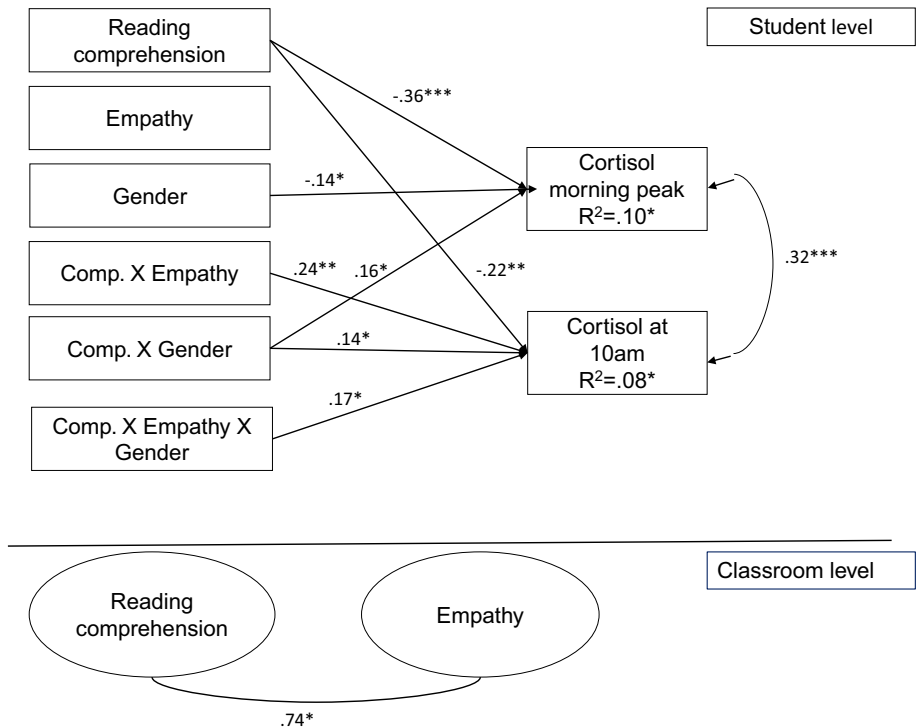 Reading
comprehension
Student level
-.36***
Empathy
Cortisol
morning peak
R²=.10*
Gender
-.14*
.32***
Comp. X Empathy
.24**
.16*
-.22**
Cortisol at
10am
R²=.08*
Comp. X Gender
.14*
.17*
Comp. X Empathy X
Gender
Classroom level
Reading
comprehension
Empathy
.74*